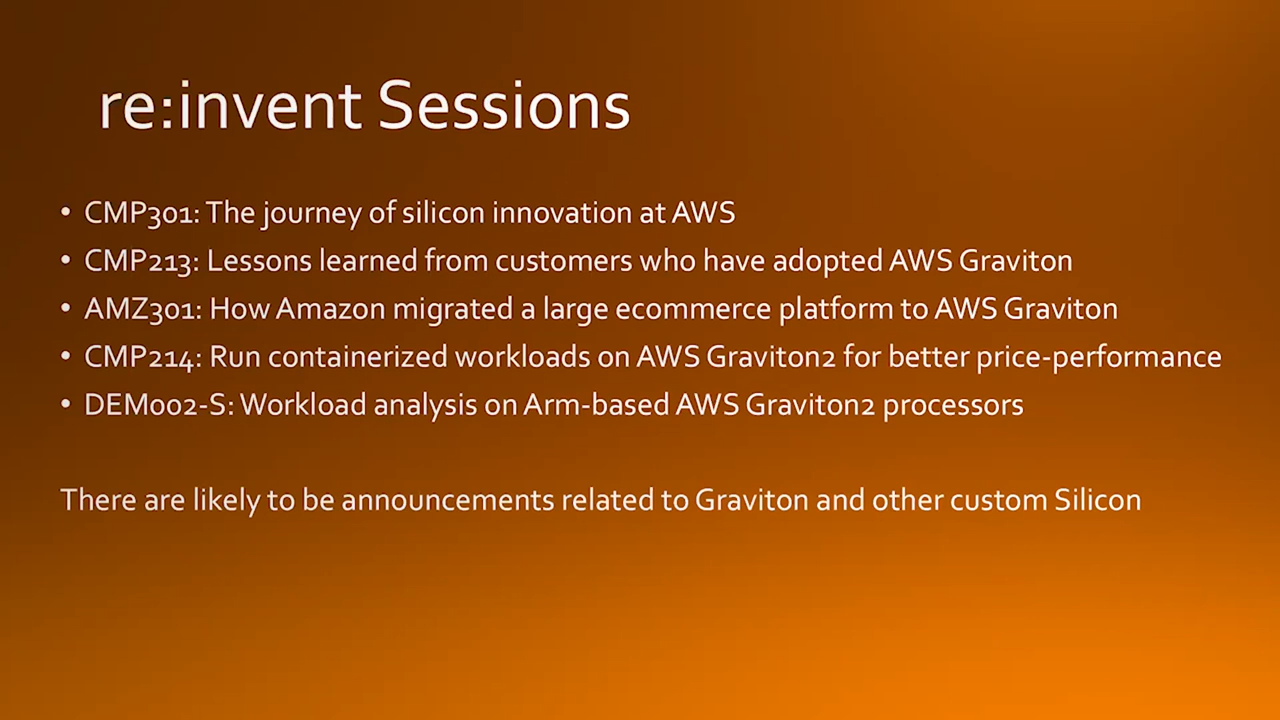 re:invent Sessions
• CMP301: The journey of silicon innovation at AWS
• CMP213: Lessons learned from customers who have adopted AWS Graviton
• AMZ301: How Amazon migrated a large ecommerce platform to AWS Graviton
• CMP214: Run containerized workloads on AWS Graviton2 for better price-performance
• DEM002-S: Workload analysis on Arm-based AWS Graviton2 processors
There are likely to be announcements related to Graviton and other custom Silicon